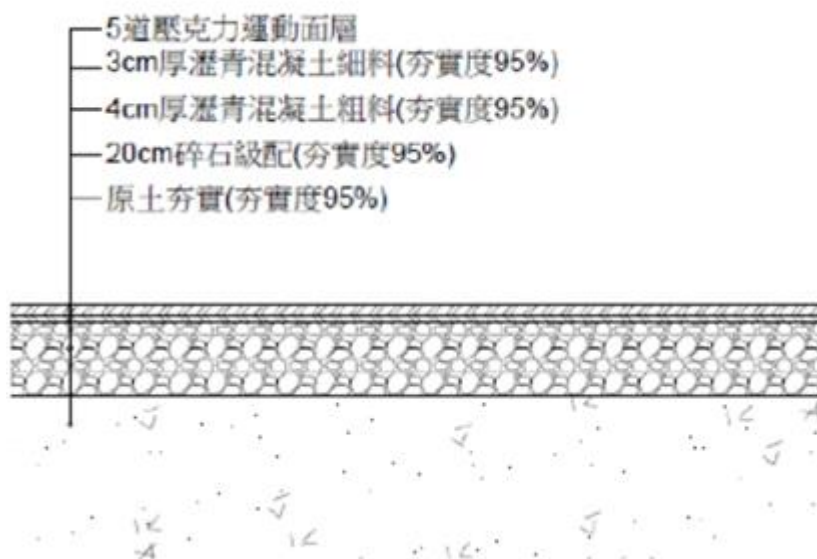 5道壓克力運動面層
3cm厚瀝青混凝土細料(夯實度95%)
4cm厚瀝青混凝土粗料(夯實度95%)
20cm碎石級配(夯實度95%)
原土夯實(夯實度95%)